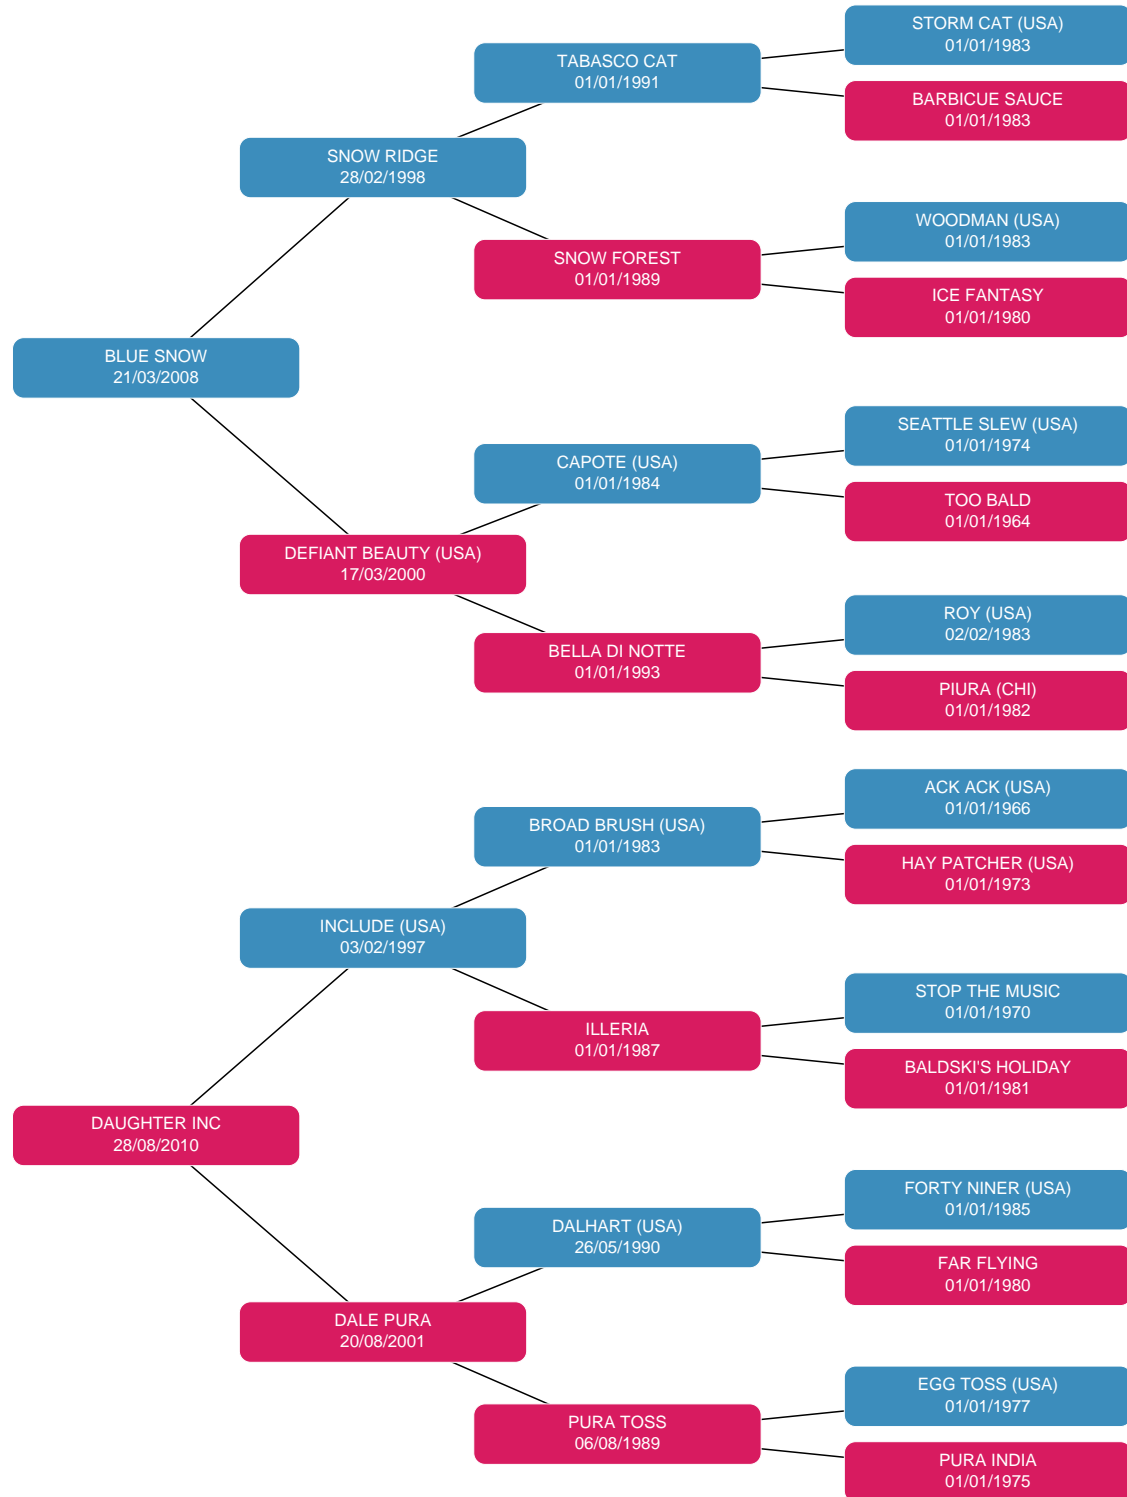 STORM CAT (USA)
01/01/1983
TABASCO CAT
01/01/1991
BARBICUE SAUCE
01/01/1983
SNOW RIDGE
28/02/1998
WOODMAN (USA)
01/01/1983
SNOW FOREST
01/01/1989
ICE FANTASY
01/01/1980
BLUE SNOW
21/03/2008
SEATTLE SLEW (USA)
01/01/1974
CAPOTE (USA)
01/01/1984
TOO BALD
01/01/1964
DEFIANT BEAUTY (USA)
17/03/2000
ROY (USA)
02/02/1983
BELLA DI NOTTE
01/01/1993
PIURA (CHI)
01/01/1982
ACK ACK (USA)
01/01/1966
BROAD BRUSH (USA)
01/01/1983
HAY PATCHER (USA)
01/01/1973
INCLUDE (USA)
03/02/1997
STOP THE MUSIC
01/01/1970
ILLERIA
01/01/1987
BALDSKI'S HOLIDAY
01/01/1981
DAUGHTER INC
28/08/2010
FORTY NINER (USA)
01/01/1985
DALHART (USA)
26/05/1990
FAR FLYING
01/01/1980
DALE PURA
20/08/2001
EGG TOSS (USA)
01/01/1977
PURA TOSS
06/08/1989
PURA INDIA
01/01/1975